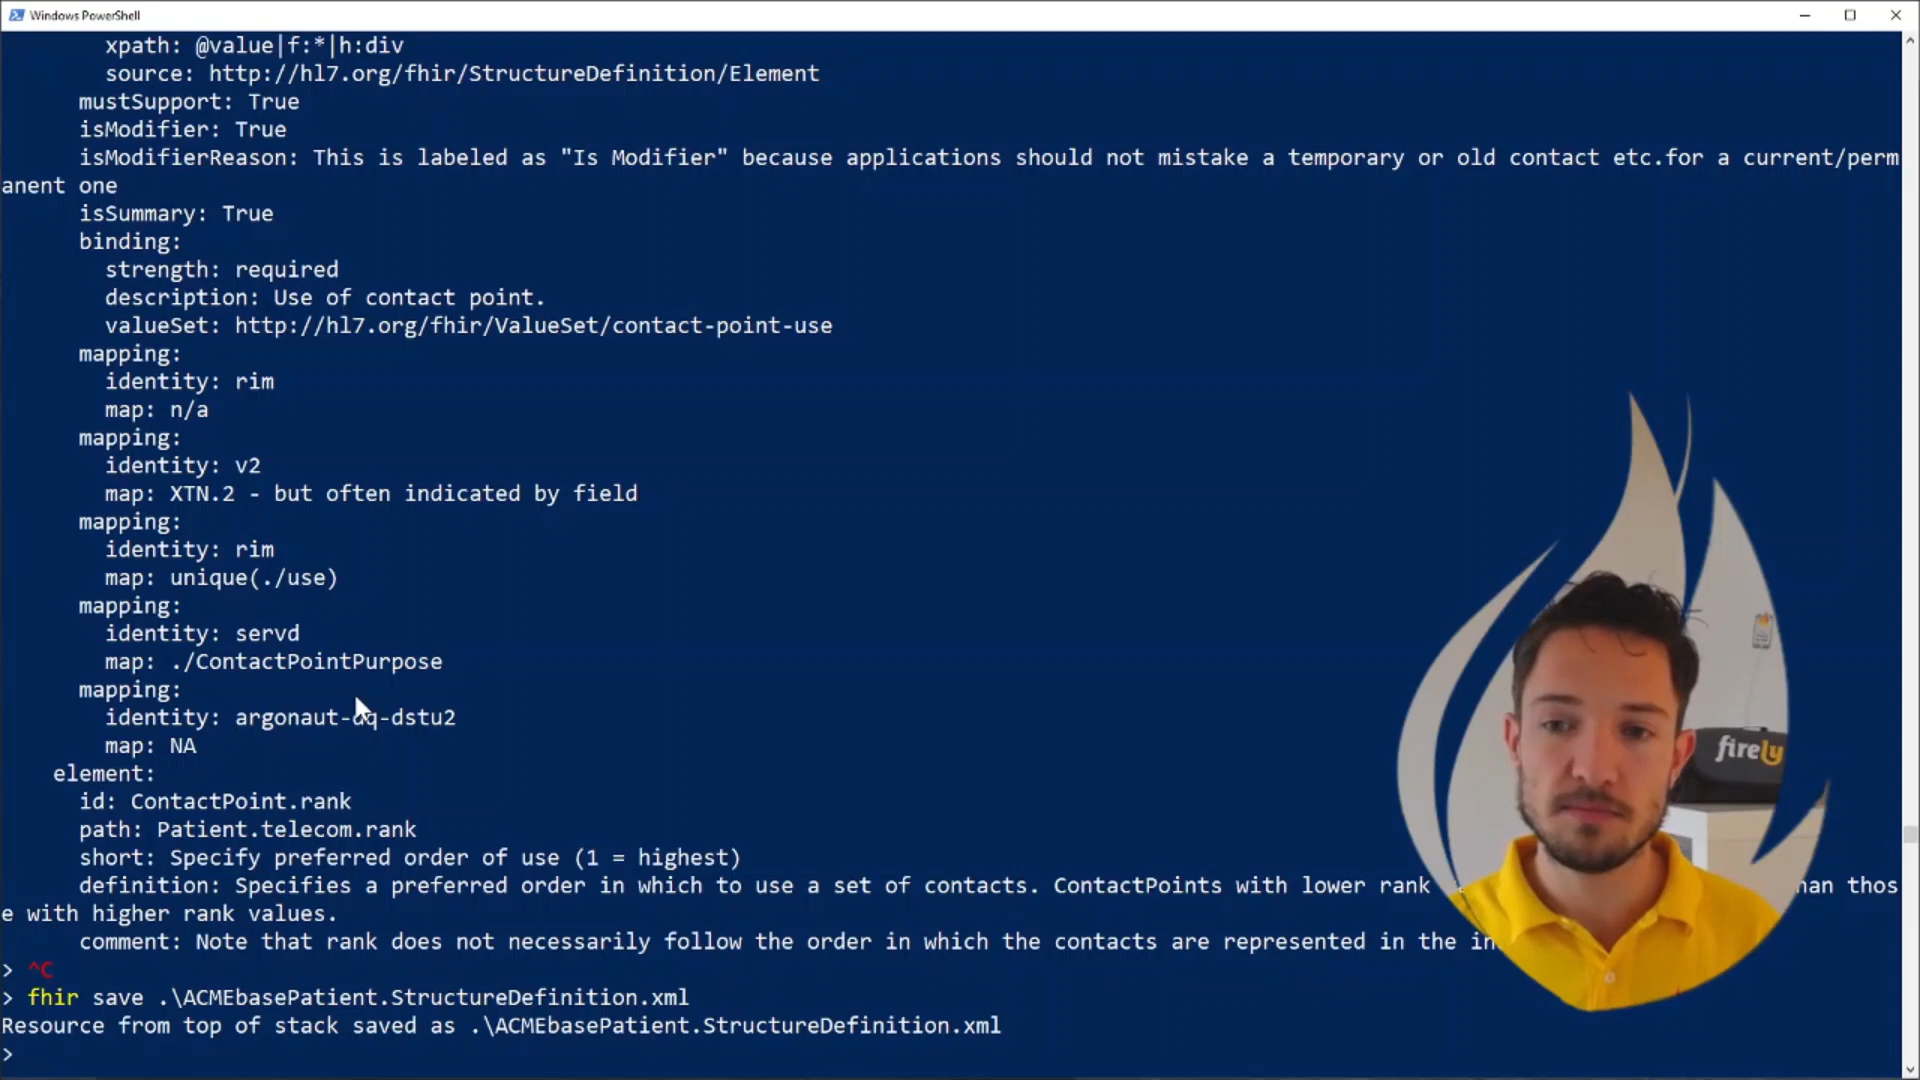 Windows PowerShell
xpath: @value|f:*|h:div
source: http://hl7.org/fhir/StructureDefinition/Element
mustSupport: True
isModifier: True
isModifierReason: This is labeled as "Is Modifier" because applications should not mistake a temporary or old contact etc.for a current/perm
anent one
isSummary: True
binding:
strength: required
description: Use of contact point.
valueSet: http://hl7.org/fhir/ValueSet/contact-point-use
mapping:
identity: rim
map: n/a
mapping:
identity: v2
map: XTN.2 - but often indicated by field
mapping:
identity: rim
map: unique(./use)
mapping:
identity: servd
map: ./ContactPointPurpose
mapping:
identity: argonaut-dq-dstu2
map: NA
element:
id: ContactPoint.rank
path: Patient.telecom.rank
short: Specify preferred order of use (1 = highest)
definition: Specifies a preferred order in which to use a set of contacts. ContactPoints with lower rank han thos
e with higher rank values.
comment: Note that rank does not necessarily follow the order in which the contacts are represented in the in
> ^C
> fhir save .\ACMEbasePatient.StructureDefinition.xml
Resource from top of stack saved as .\ACMEbasePatient.StructureDefinition.xml
>
firely